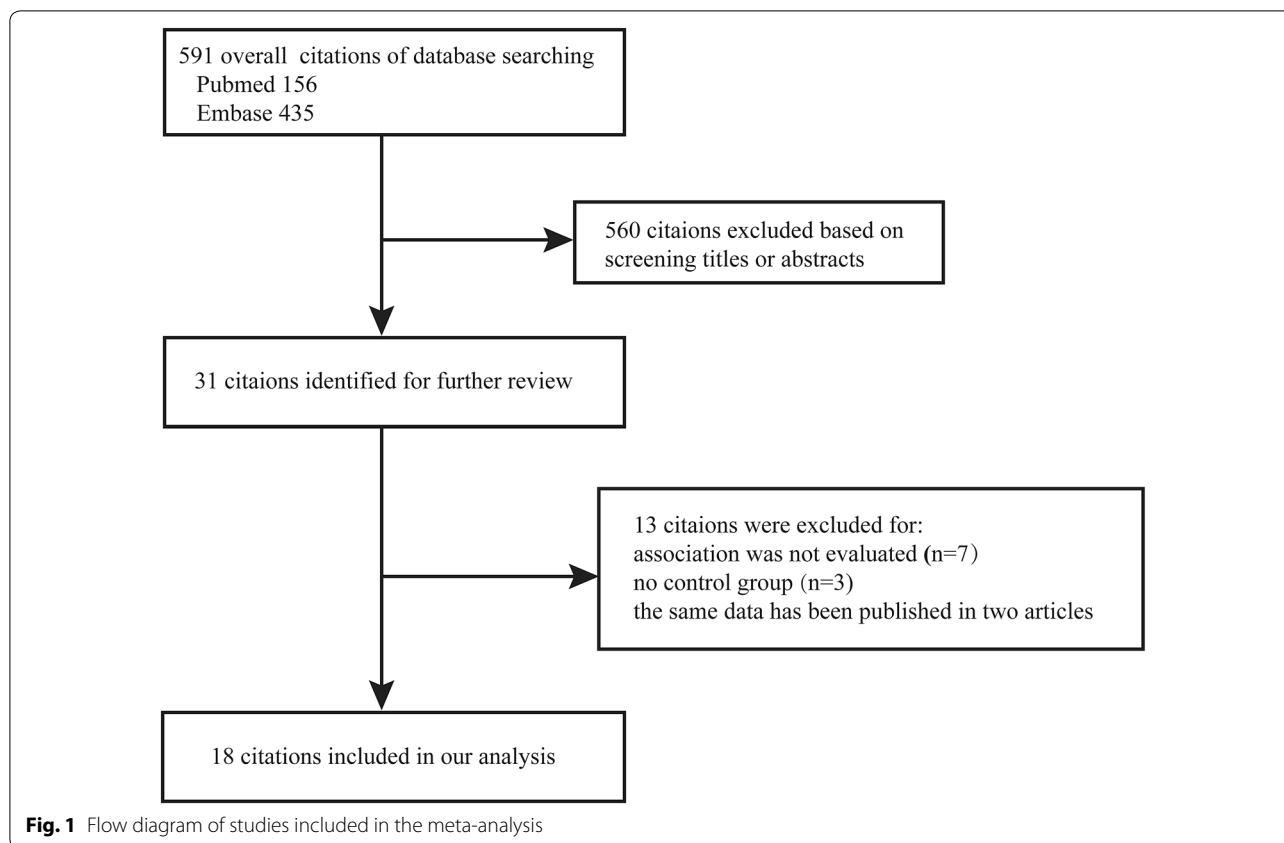 591 overall citations of database searching
Pubmed 156
Embase 435
560 citaions excluded based on
screening titles or abstracts
31 citaions identified for further review
13 citaions were excluded for:
association was not evaluated (n=7)
no control group (n=3)
the same data has been published in two articles
18 citations included in our analysis
Fig. 1 Flow diagram of studies included in the meta-analysis